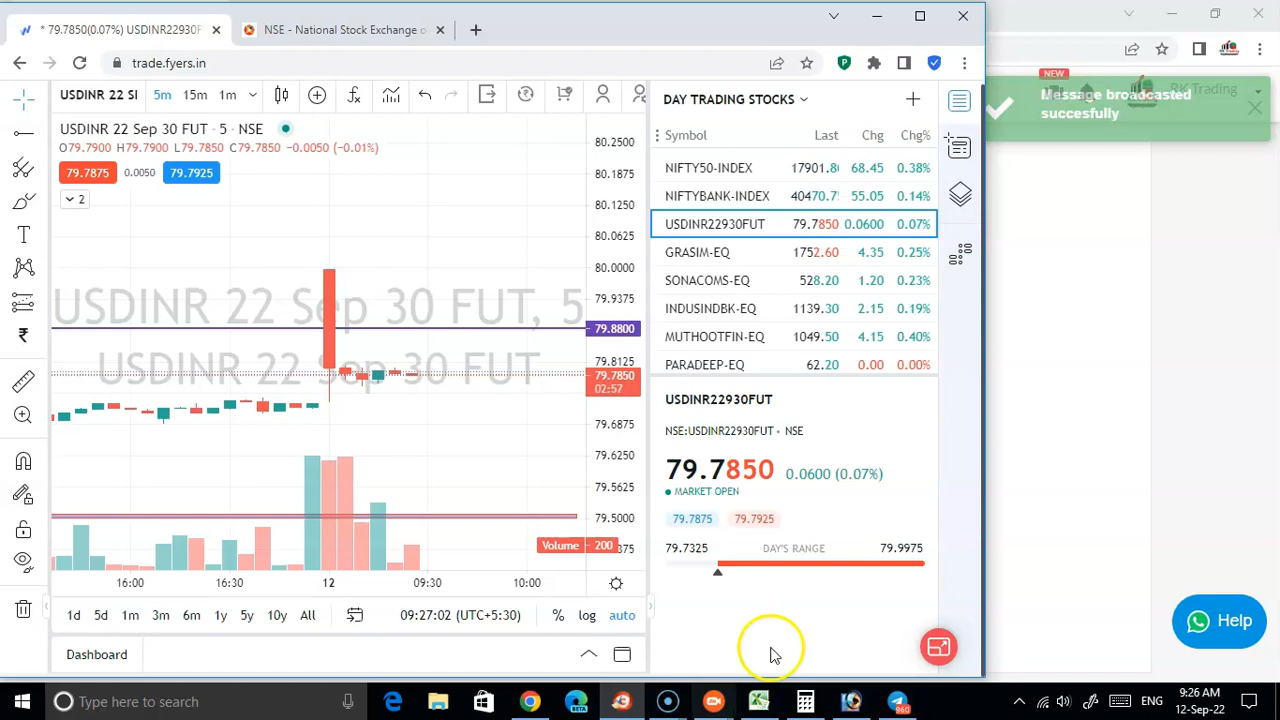 * 79.7850(0.07%) USDINR22930F
NSE - National Stock Exchange o
trade.fyers.in
USDINR 22 SI
5m
15m
1m
DAY TRADING STOCKS
NEW
RK Trading
Message broadcasted
succesfully
USDINR 22 Sep 30 FUT · 5 · NSE
O79.7900 H79.7900 L79.7850 C79.7850 −0.0050 (−0.01%)
79.7875
0.0050
79.7925
2
Symbol Last Chg Chg%
NIFTY50-INDEX 17901.80 68.45 0.38%
NIFTYBANK-INDEX 40470.7 55.05 0.14%
USDINR22930FUT 79.7850 0.0600 0.07%
GRASIM-EQ 1752.60 4.35 0.25%
SONACOMS-EQ 528.20 1.20 0.23%
INDUSINDBK-EQ 1139.30 2.15 0.19%
MUTHOOTFIN-EQ 1049.50 4.15 0.40%
PARADEEP-EQ 62.20 0.00 0.00%
USDINR 22 Sep 30 FUT, 5
USDINR 22 Sep 30 FUT
80.2500
80.1875
80.1250
80.0625
80.0000
79.9375
79.8800
79.8125
79.7850
02:57
79.6875
79.6250
79.5625
79.5000
Volume 200
USDINR22930FUT
NSE:USDINR22930FUT • NSE
79.7850
0.0600 (0.07%)
MARKET OPEN
79.7875
79.7925
79.7325
DAY'S RANGE
79.9975
16:00
16:30
12
09:30
10:00
1d
5d
1m
3m
6m
1y
5y
10y
All
09:27:02 (UTC+5:30)
%
log
auto
Help
Dashboard
Type here to search
BETA
960
ENG
9:26 AM
12-Sep-22